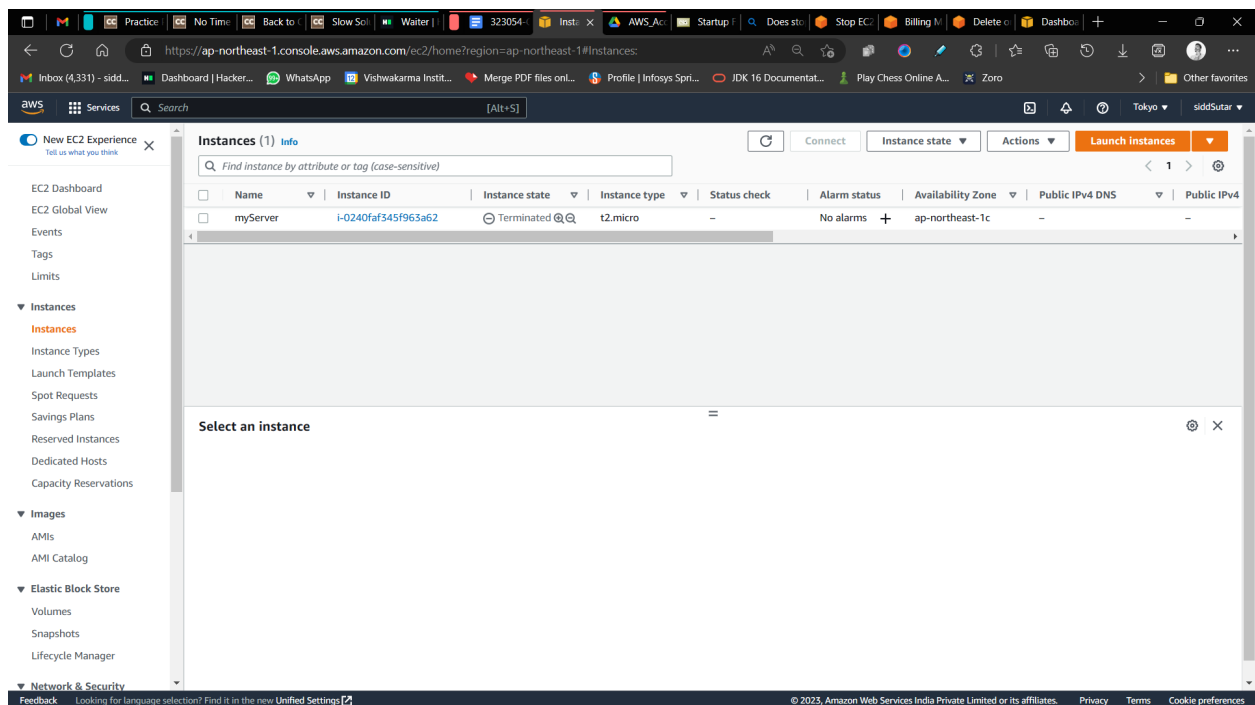 Practice
No Time
Back to C
Slow Sol
Waiter |
323054-
Insta
AWS_Acc
Startup F
Does sto
Stop EC2
Billing M
Delete o
Dashboa
https://ap-northeast-1.console.aws.amazon.com/ec2/home?region=ap-northeast-1#Instances:
Inbox (4,331) - sidd... Dashboard | Hacker... WhatsApp Vishwakarma Instit... Merge PDF files onl... Profile | Infosys Spri... JDK 16 Documentat... Play Chess Online A... Zoro Other favorites
aws Services Search [Alt+S] Tokyo siddSutar
New EC2 Experience
Tell us what you think
EC2 Dashboard
EC2 Global View
Events
Tags
Limits
Instances
Instances
Instance Types
Launch Templates
Spot Requests
Savings Plans
Reserved Instances
Dedicated Hosts
Capacity Reservations
Images
AMIs
AMI Catalog
Elastic Block Store
Volumes
Snapshots
Lifecycle Manager
Network & Security
Instances (1) Info Connect Instance state Actions Launch instances
Find instance by attribute or tag (case-sensitive) 1
Name Instance ID Instance state Instance type Status check Alarm status Availability Zone Public IPv4 DNS Public IPv4
myServer i-0240faf345f963a62 Terminated t2.micro – No alarms + ap-northeast-1c – –
Select an instance
Feedback Looking for language selection? Find it in the new Unified Settings © 2023, Amazon Web Services India Private Limited or its affiliates. Privacy Terms Cookie preferences